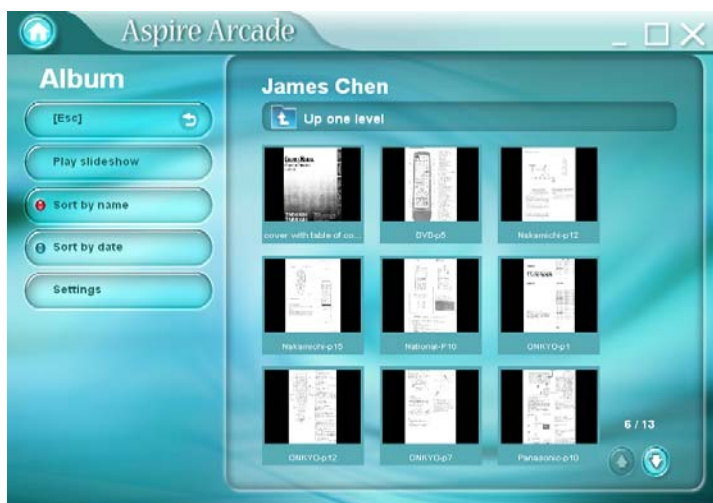 Aspire Arcade
Album
[Esc]
Play slideshow
Sort by name
Sort by date
Settings
James Chen
Up one level
cover with table of co...
DVD-p5
Nakamichi-p12
Nakamichi-p15
National-P10
ONKYO-p1
ONKYO-p12
ONKYO-p7
Panasonic-p10
6 / 13